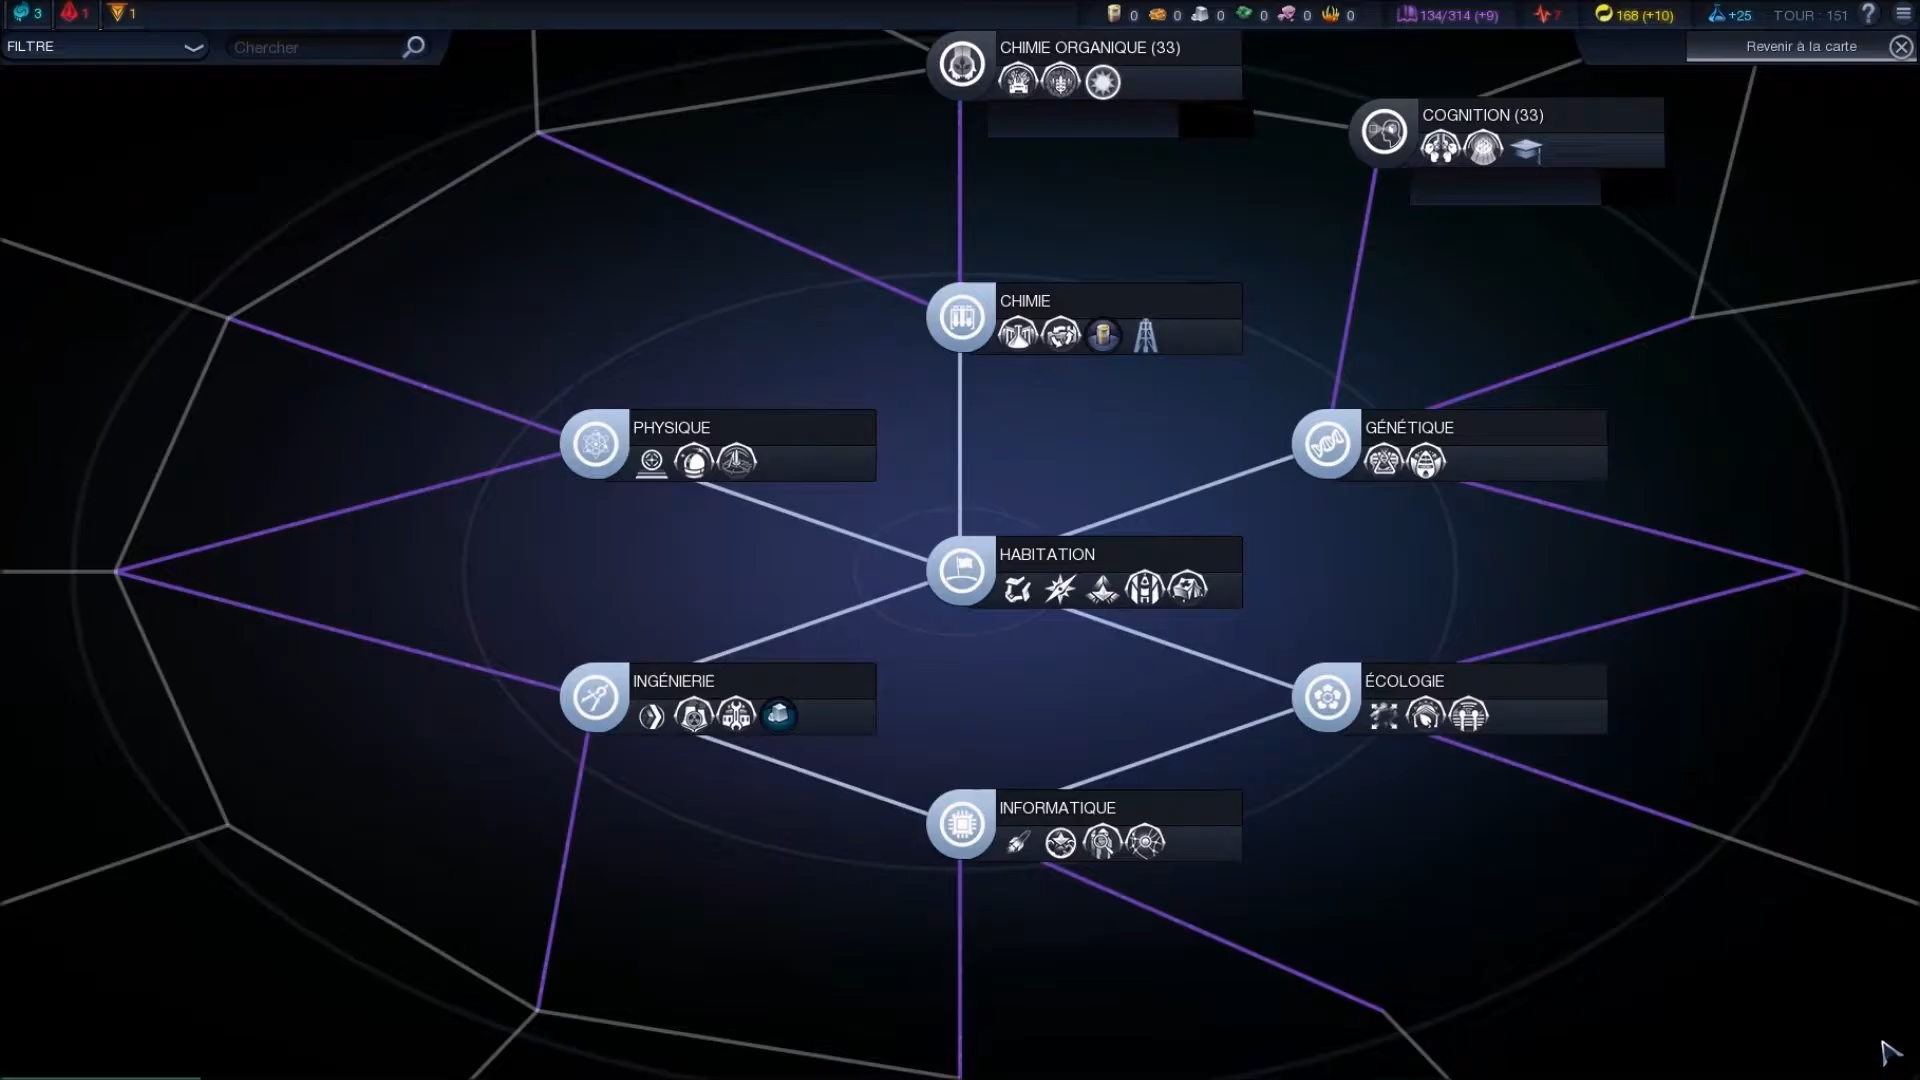 3 1 1 0 0 0 0 0 0 134/314 (+9) 7 168 (+10) +25 TOUR : 151 ?
FILTRE Chercher Revenir à la carte
CHIMIE ORGANIQUE (33)
COGNITION (33)
CHIMIE
PHYSIQUE
GÉNÉTIQUE
HABITATION
INGÉNIERIE
ÉCOLOGIE
INFORMATIQUE